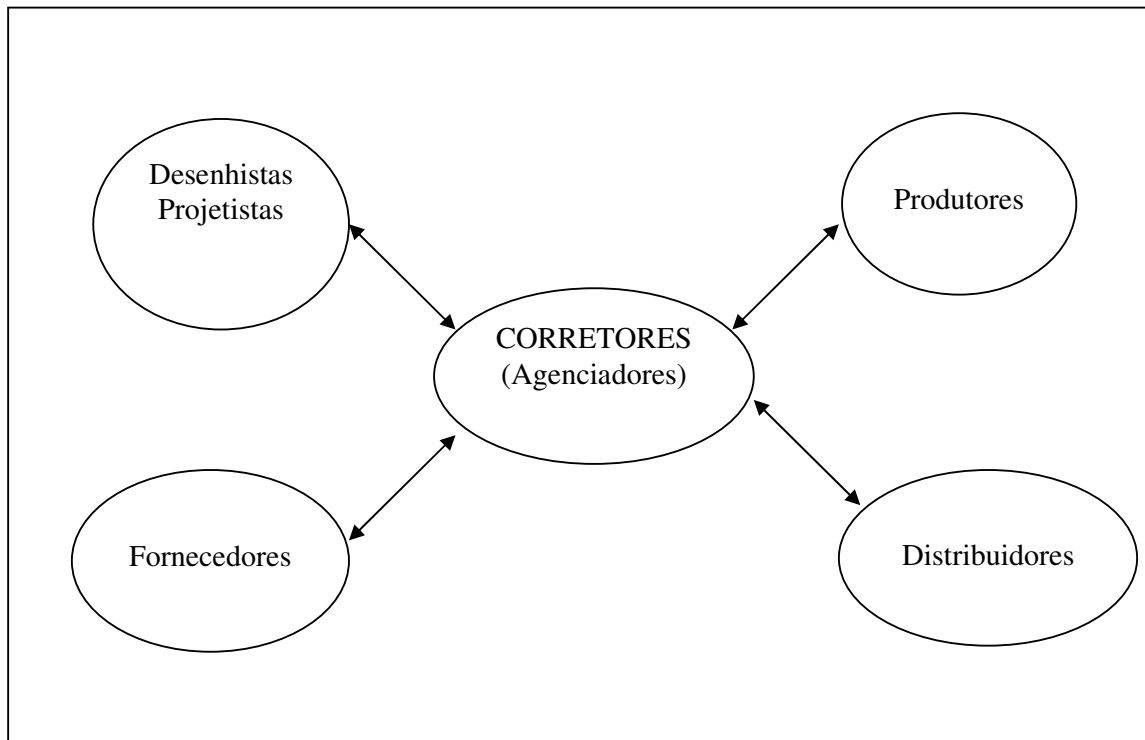 Desenhistas
Projetistas
Produtores
CORRETORES
(Agenciadores)
Fornecedores
Distribuidores